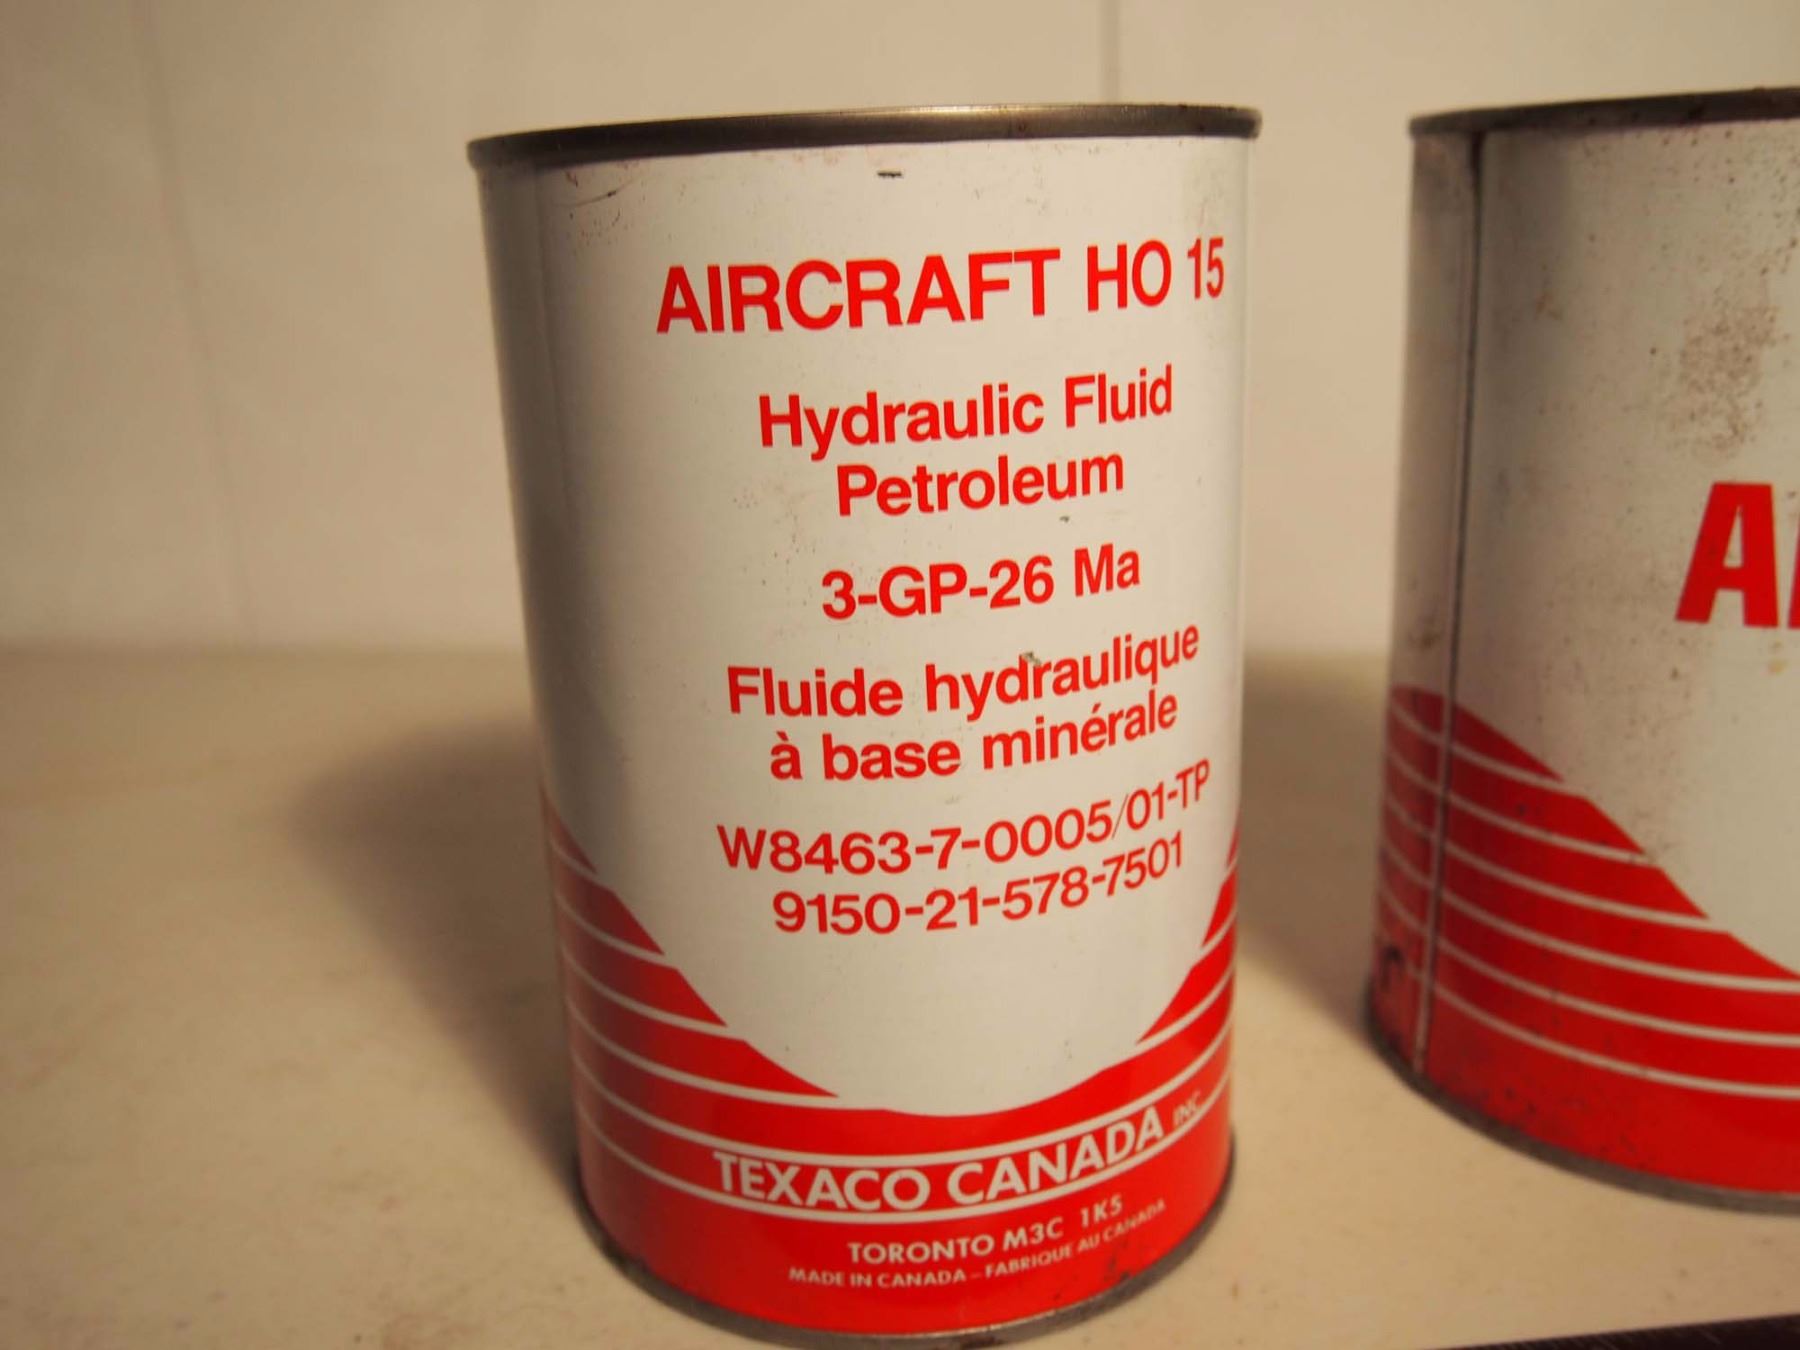 AIRCRAFT HO 15
Hydraulic Fluid
Petroleum
3-GP-26 Ma
Fluide hydraulique
à base minérale
W8463-7-0005/01-TP
9150-21-578-7501
TEXACO CANADA INC.
TORONTO M3C 1K5
MADE IN CANADA – FABRIQUE AU CANADA